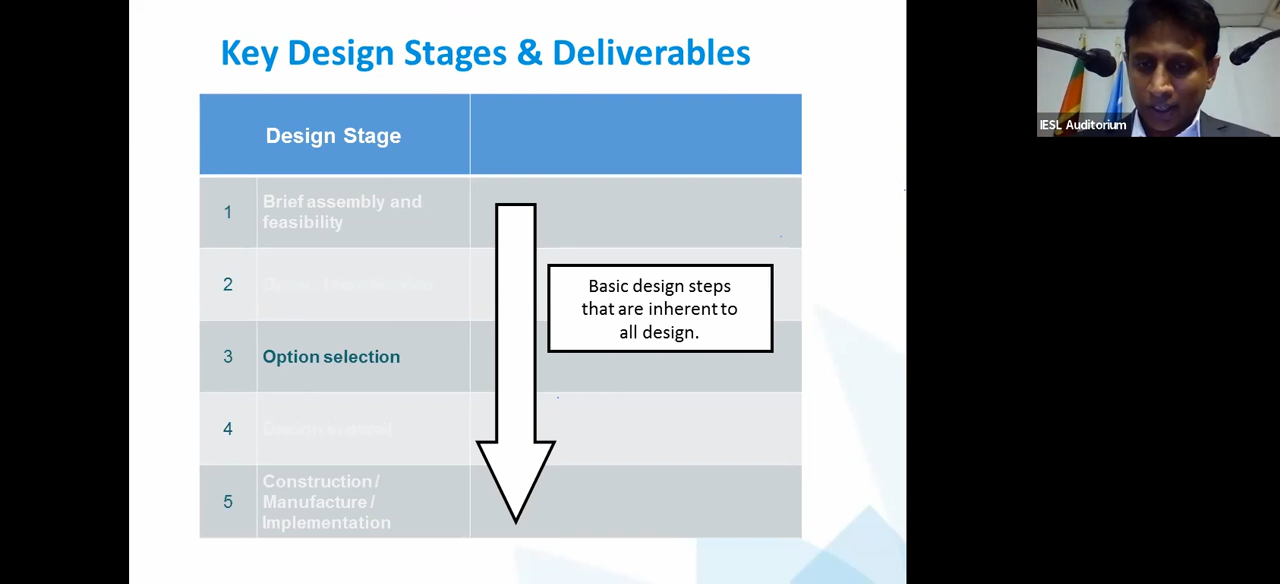 Key Design Stages & Deliverables
IESL Auditorium
Design Stage
1
Brief assembly and
feasibility
2
Basic design steps
that are inherent to
all design.
3
Option selection
4
5
Construction /
Manufacture /
Implementation